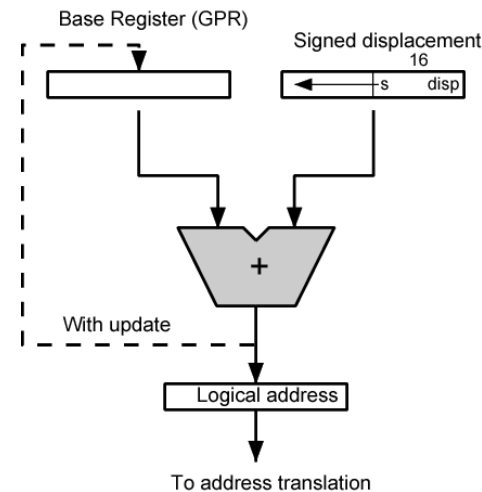 Base Register (GPR)
Signed displacement
16
s disp
+
With update
Logical address
To address translation